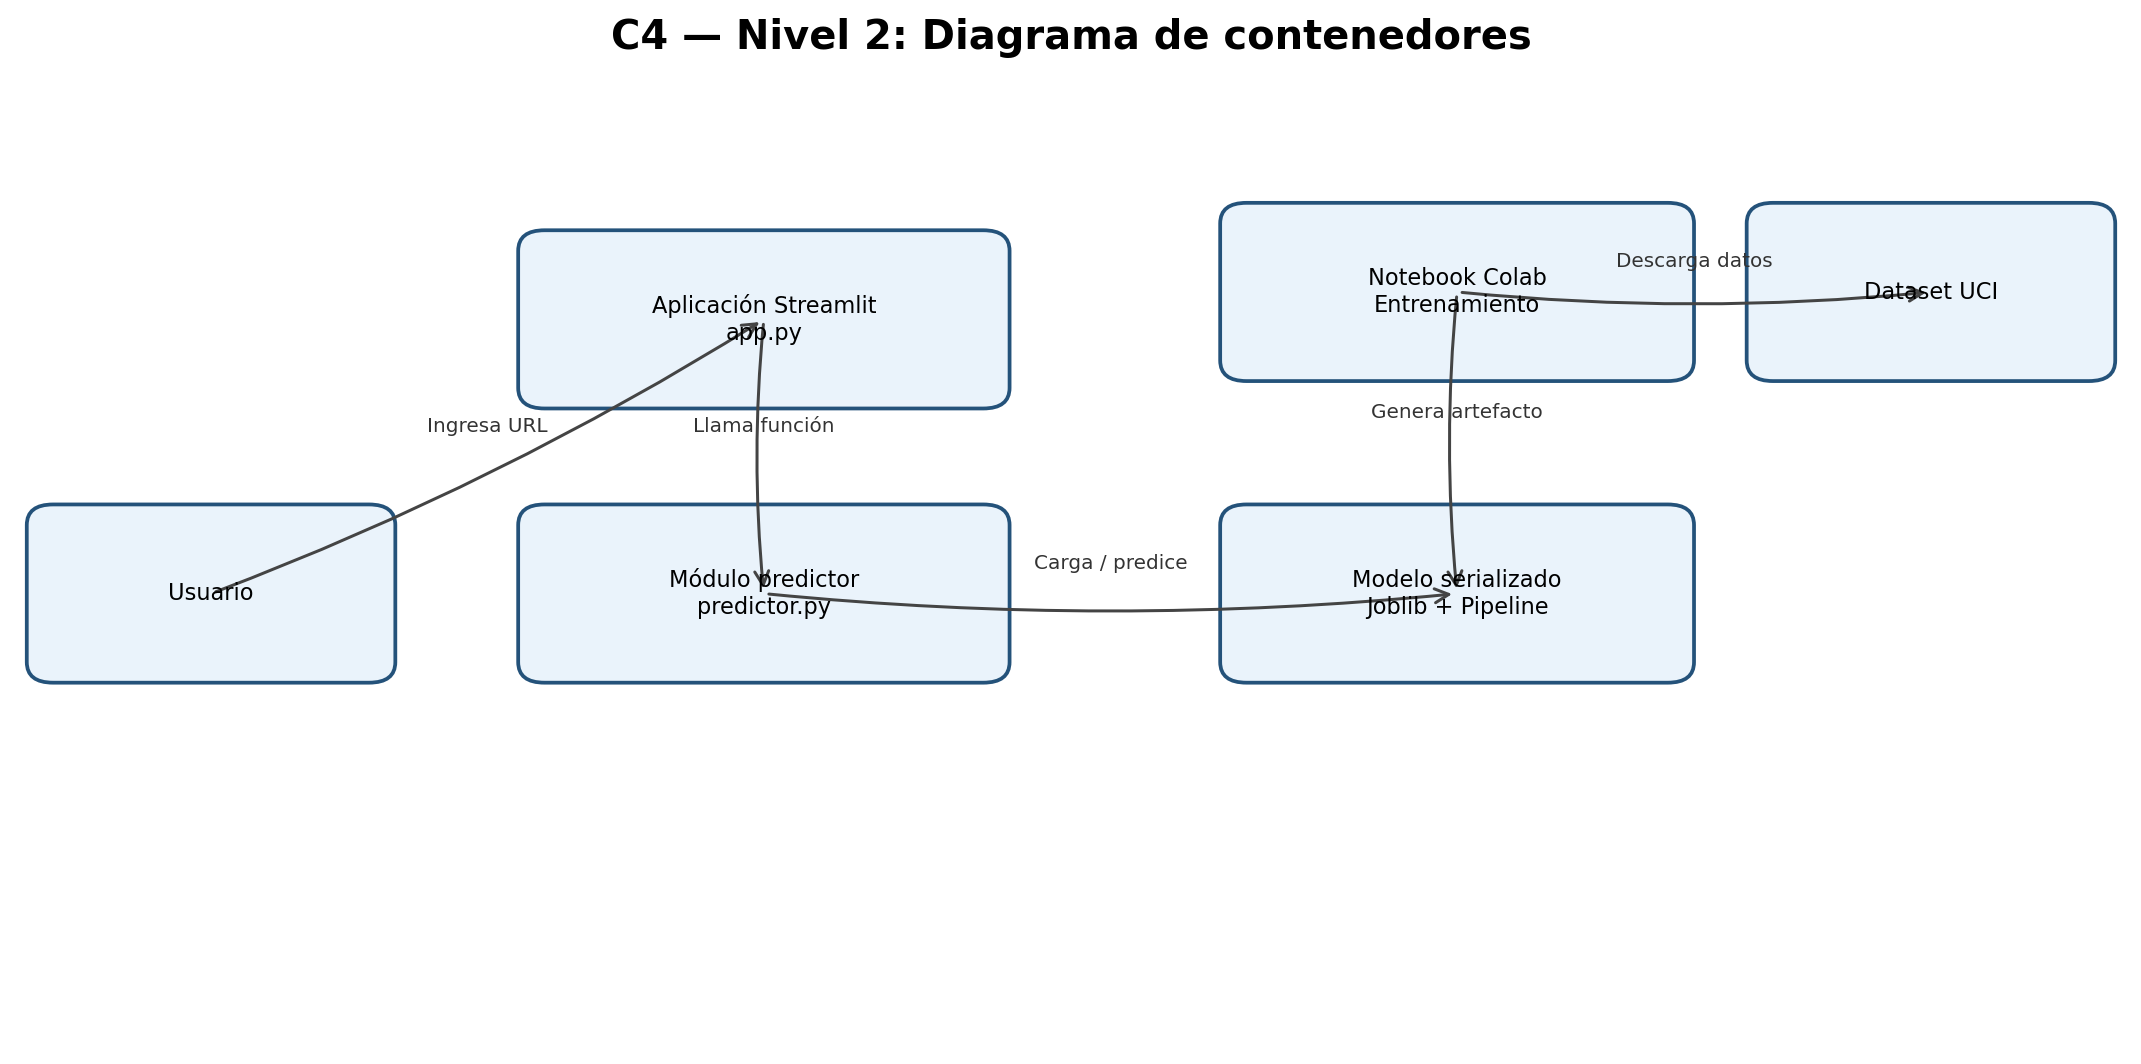 C4 — Nivel 2: Diagrama de contenedores
Aplicación Streamlit
app.py
Notebook Colab
Entrenamiento
Descarga datos
Dataset UCI
Ingresa URL
Llama función
Genera artefacto
Usuario
Módulo predictor
predictor.py
Carga / predice
Modelo serializado
Joblib + Pipeline